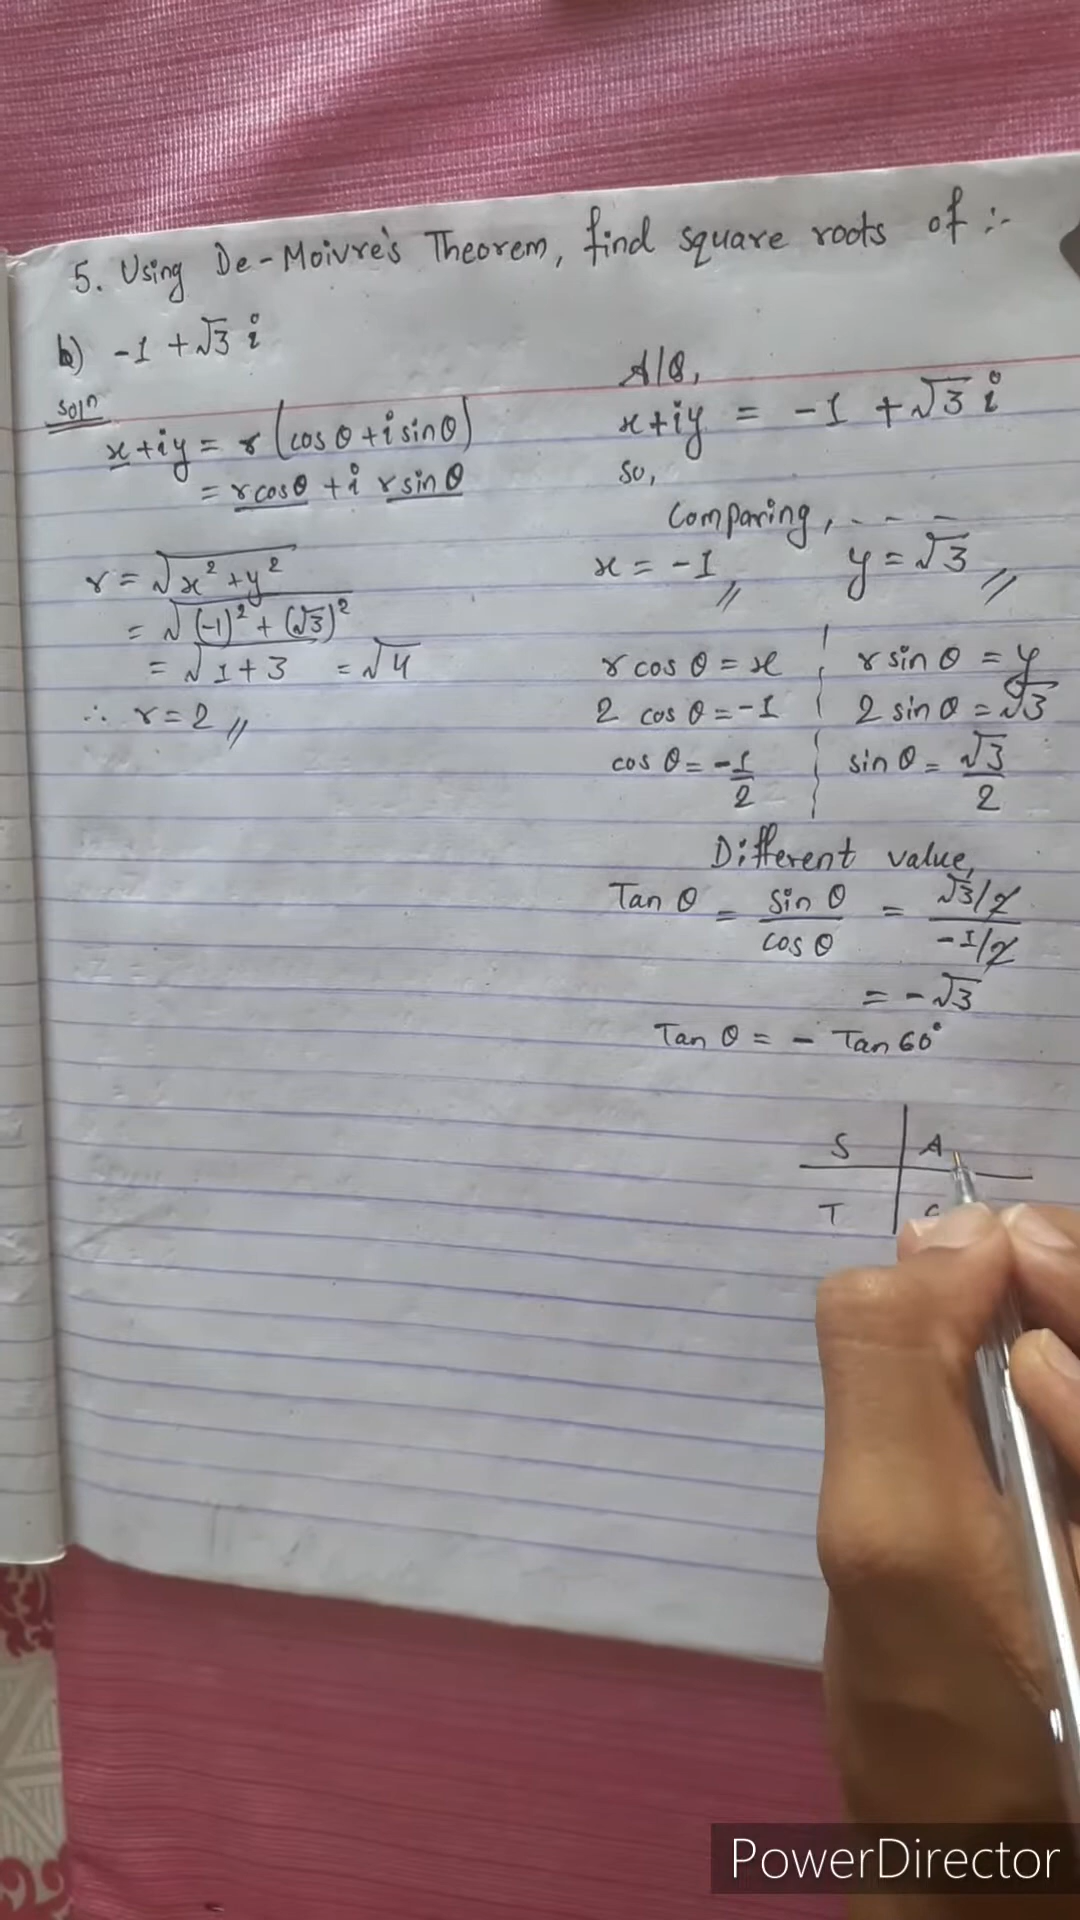 5. Using De-Moivre's Theorem, find square roots of :-
b) -1 + √3 i
Soln
x+iy = r (cos θ + i sin θ)
= r cos θ + i r sin θ
r = √x² + y²
= √(-1)² + (√3)²
= √1 + 3 = √4
∴ r = 2 //
A/Q,
x+iy = -1 + √3 i
so,
Comparing, - - -
x = -1 // y = √3 //
r cos θ = x ¦ r sin θ = y
2 cos θ = -1 ¦ 2 sin θ = √3
cos θ = -1/2 ¦ sin θ = √3/2
Different value,
Tan θ = sin θ/cos θ = √3/2/-1/2
= -√3
Tan θ = - Tan 60°
S A
T C
PowerDirector